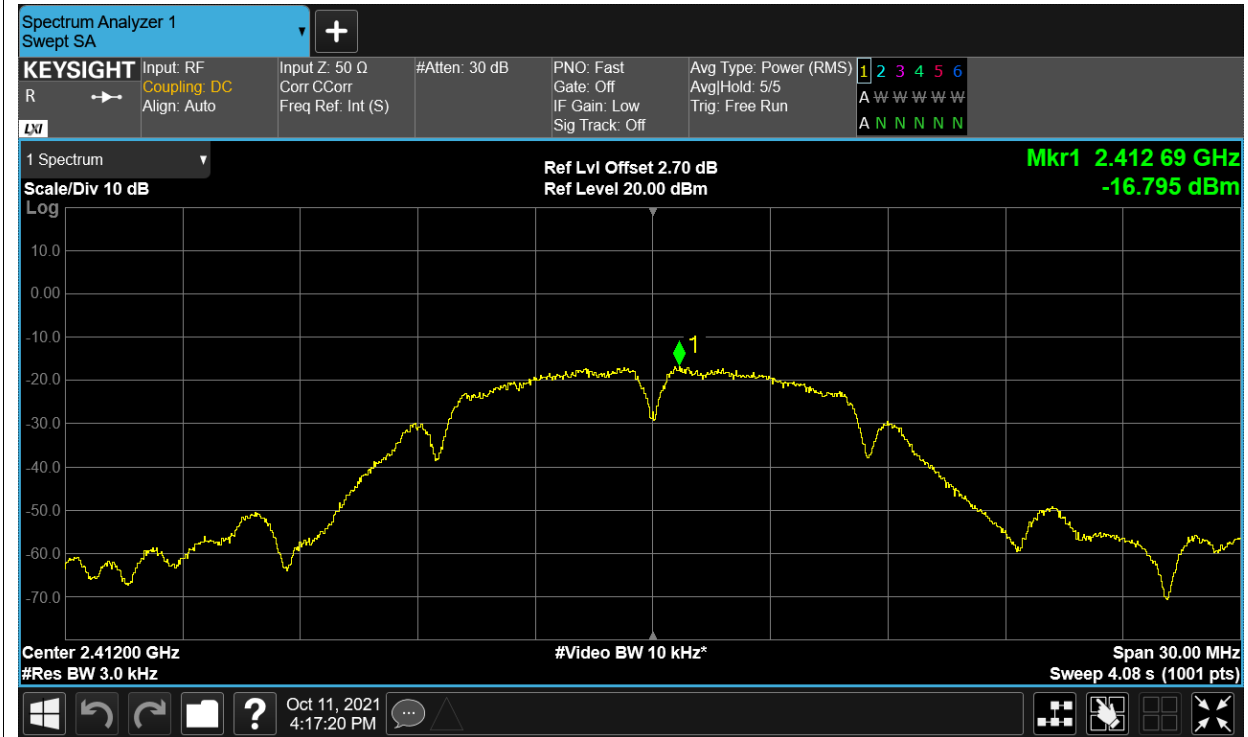 Spectrum Analyzer 1
Swept SA
+
KEYSIGHT
R
LXI
Input: RF
Coupling: DC
Align: Auto
Input Z: 50 Ω
Corr CCorr
Freq Ref: Int (S)
#Atten: 30 dB
PNO: Fast
Gate: Off
IF Gain: Low
Sig Track: Off
Avg Type: Power (RMS)
Avg|Hold: 5/5
Trig: Free Run
1 2 3 4 5 6
A W W W W W
A N N N N N
1 Spectrum
Scale/Div 10 dB
Log
Ref Lvl Offset 2.70 dB
Ref Level 20.00 dBm
Mkr1 2.412 69 GHz
-16.795 dBm
10.0
0.00
-10.0
1
-20.0
-30.0
-40.0
-50.0
-60.0
-70.0
Center 2.41200 GHz
#Res BW 3.0 kHz
#Video BW 10 kHz*
Span 30.00 MHz
Sweep 4.08 s (1001 pts)
?
Oct 11, 2021
4:17:20 PM